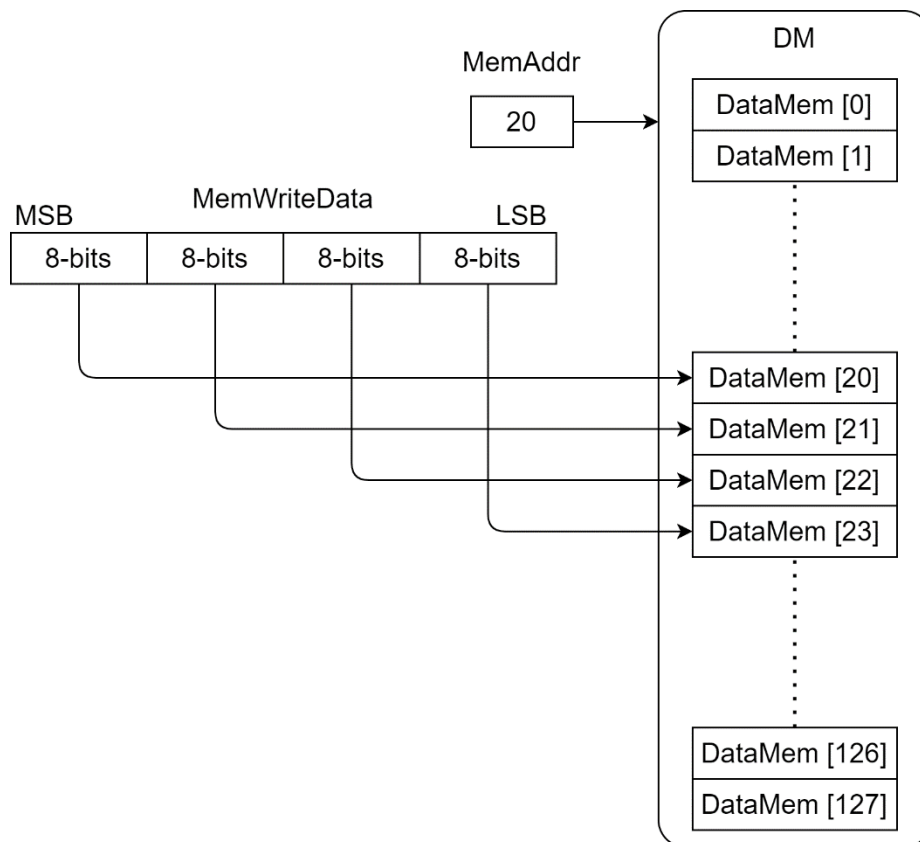 DM
MemAddr
20
DataMem [0]
DataMem [1]
MemWriteData
MSB
LSB
8-bits 8-bits 8-bits 8-bits
DataMem [20]
DataMem [21]
DataMem [22]
DataMem [23]
DataMem [126]
DataMem [127]